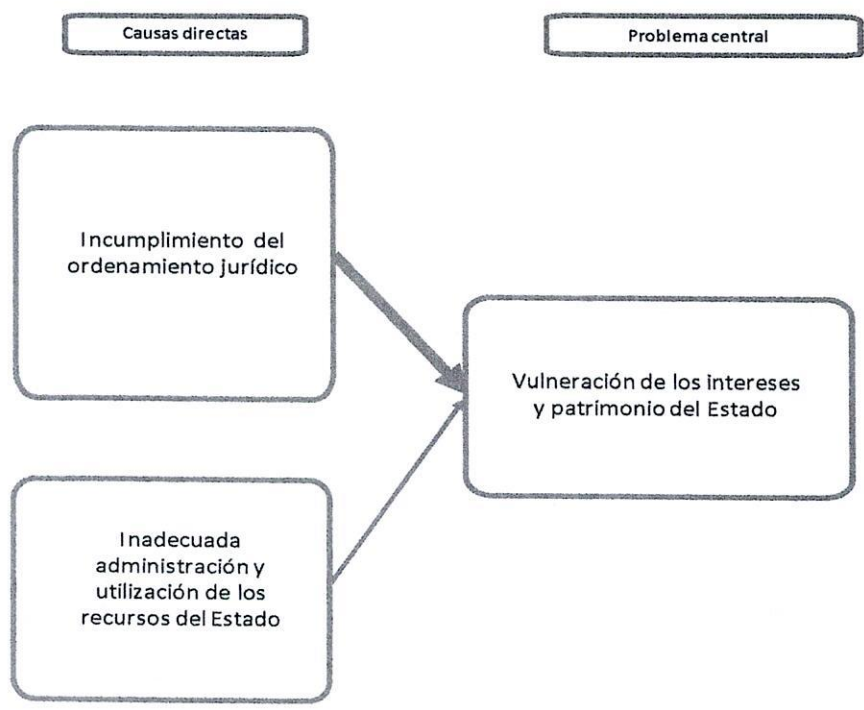 Causas directas
Problema central
Incumplimiento del
ordenamiento jurídico
Vulneración de los intereses
y patrimonio del Estado
Inadecuada
administración y
utilización de los
recursos del Estado